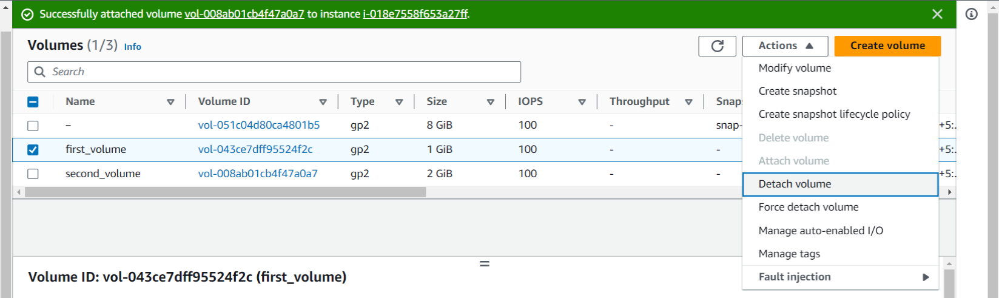 Successfully attached volume vol-008ab01cb4f47a0a7 to instance i-018e7558f653a27ff.
Volumes (1/3) Info
Actions
Create volume
Search
Name Volume ID Type Size IOPS Throughput Snaps
– vol-051c04d80ca4801b5 gp2 8 GiB 100 - snap- +5:.
first_volume vol-043ce7dff95524f2c gp2 1 GiB 100 - - +5:.
second_volume vol-008ab01cb4f47a0a7 gp2 2 GiB 100 - - +5:.
Modify volume
Create snapshot
Create snapshot lifecycle policy
Delete volume
Attach volume
Detach volume
Force detach volume
Manage auto-enabled I/O
Manage tags
Fault injection
Volume ID: vol-043ce7dff95524f2c (first_volume)